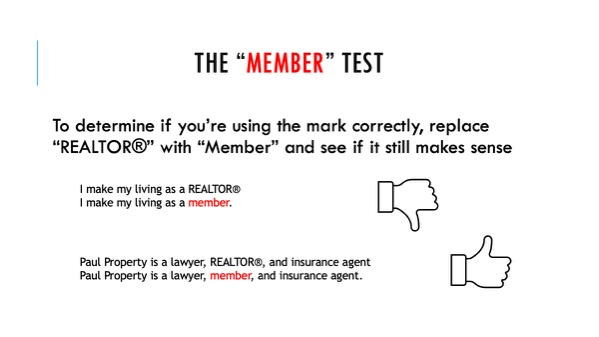 THE “MEMBER” TEST
To determine if you’re using the mark correctly, replace
“REALTOR®” with “Member” and see if it still makes sense
I make my living as a REALTOR®
I make my living as a member.
Paul Property is a lawyer, REALTOR®, and insurance agent
Paul Property is a lawyer, member, and insurance agent.